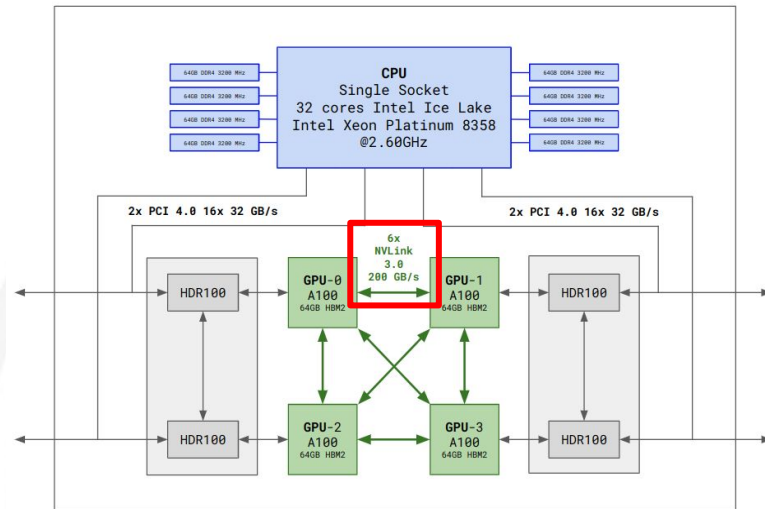 CPU
Single Socket
32 cores Intel Ice Lake
Intel Xeon Platinum 8358
@2.60GHz
64GB DDR4 3200 MHz
64GB DDR4 3200 MHz
64GB DDR4 3200 MHz
64GB DDR4 3200 MHz
64GB DDR4 3200 MHz
64GB DDR4 3200 MHz
64GB DDR4 3200 MHz
64GB DDR4 3200 MHz
2x PCI 4.0 16x 32 GB/s
2x PCI 4.0 16x 32 GB/s
6x
NVLink
3.0
200 GB/s
HDR100
GPU-0
A100
64GB HBM2
GPU-1
A100
64GB HBM2
HDR100
HDR100
GPU-2
A100
64GB HBM2
GPU-3
A100
64GB HBM2
HDR100